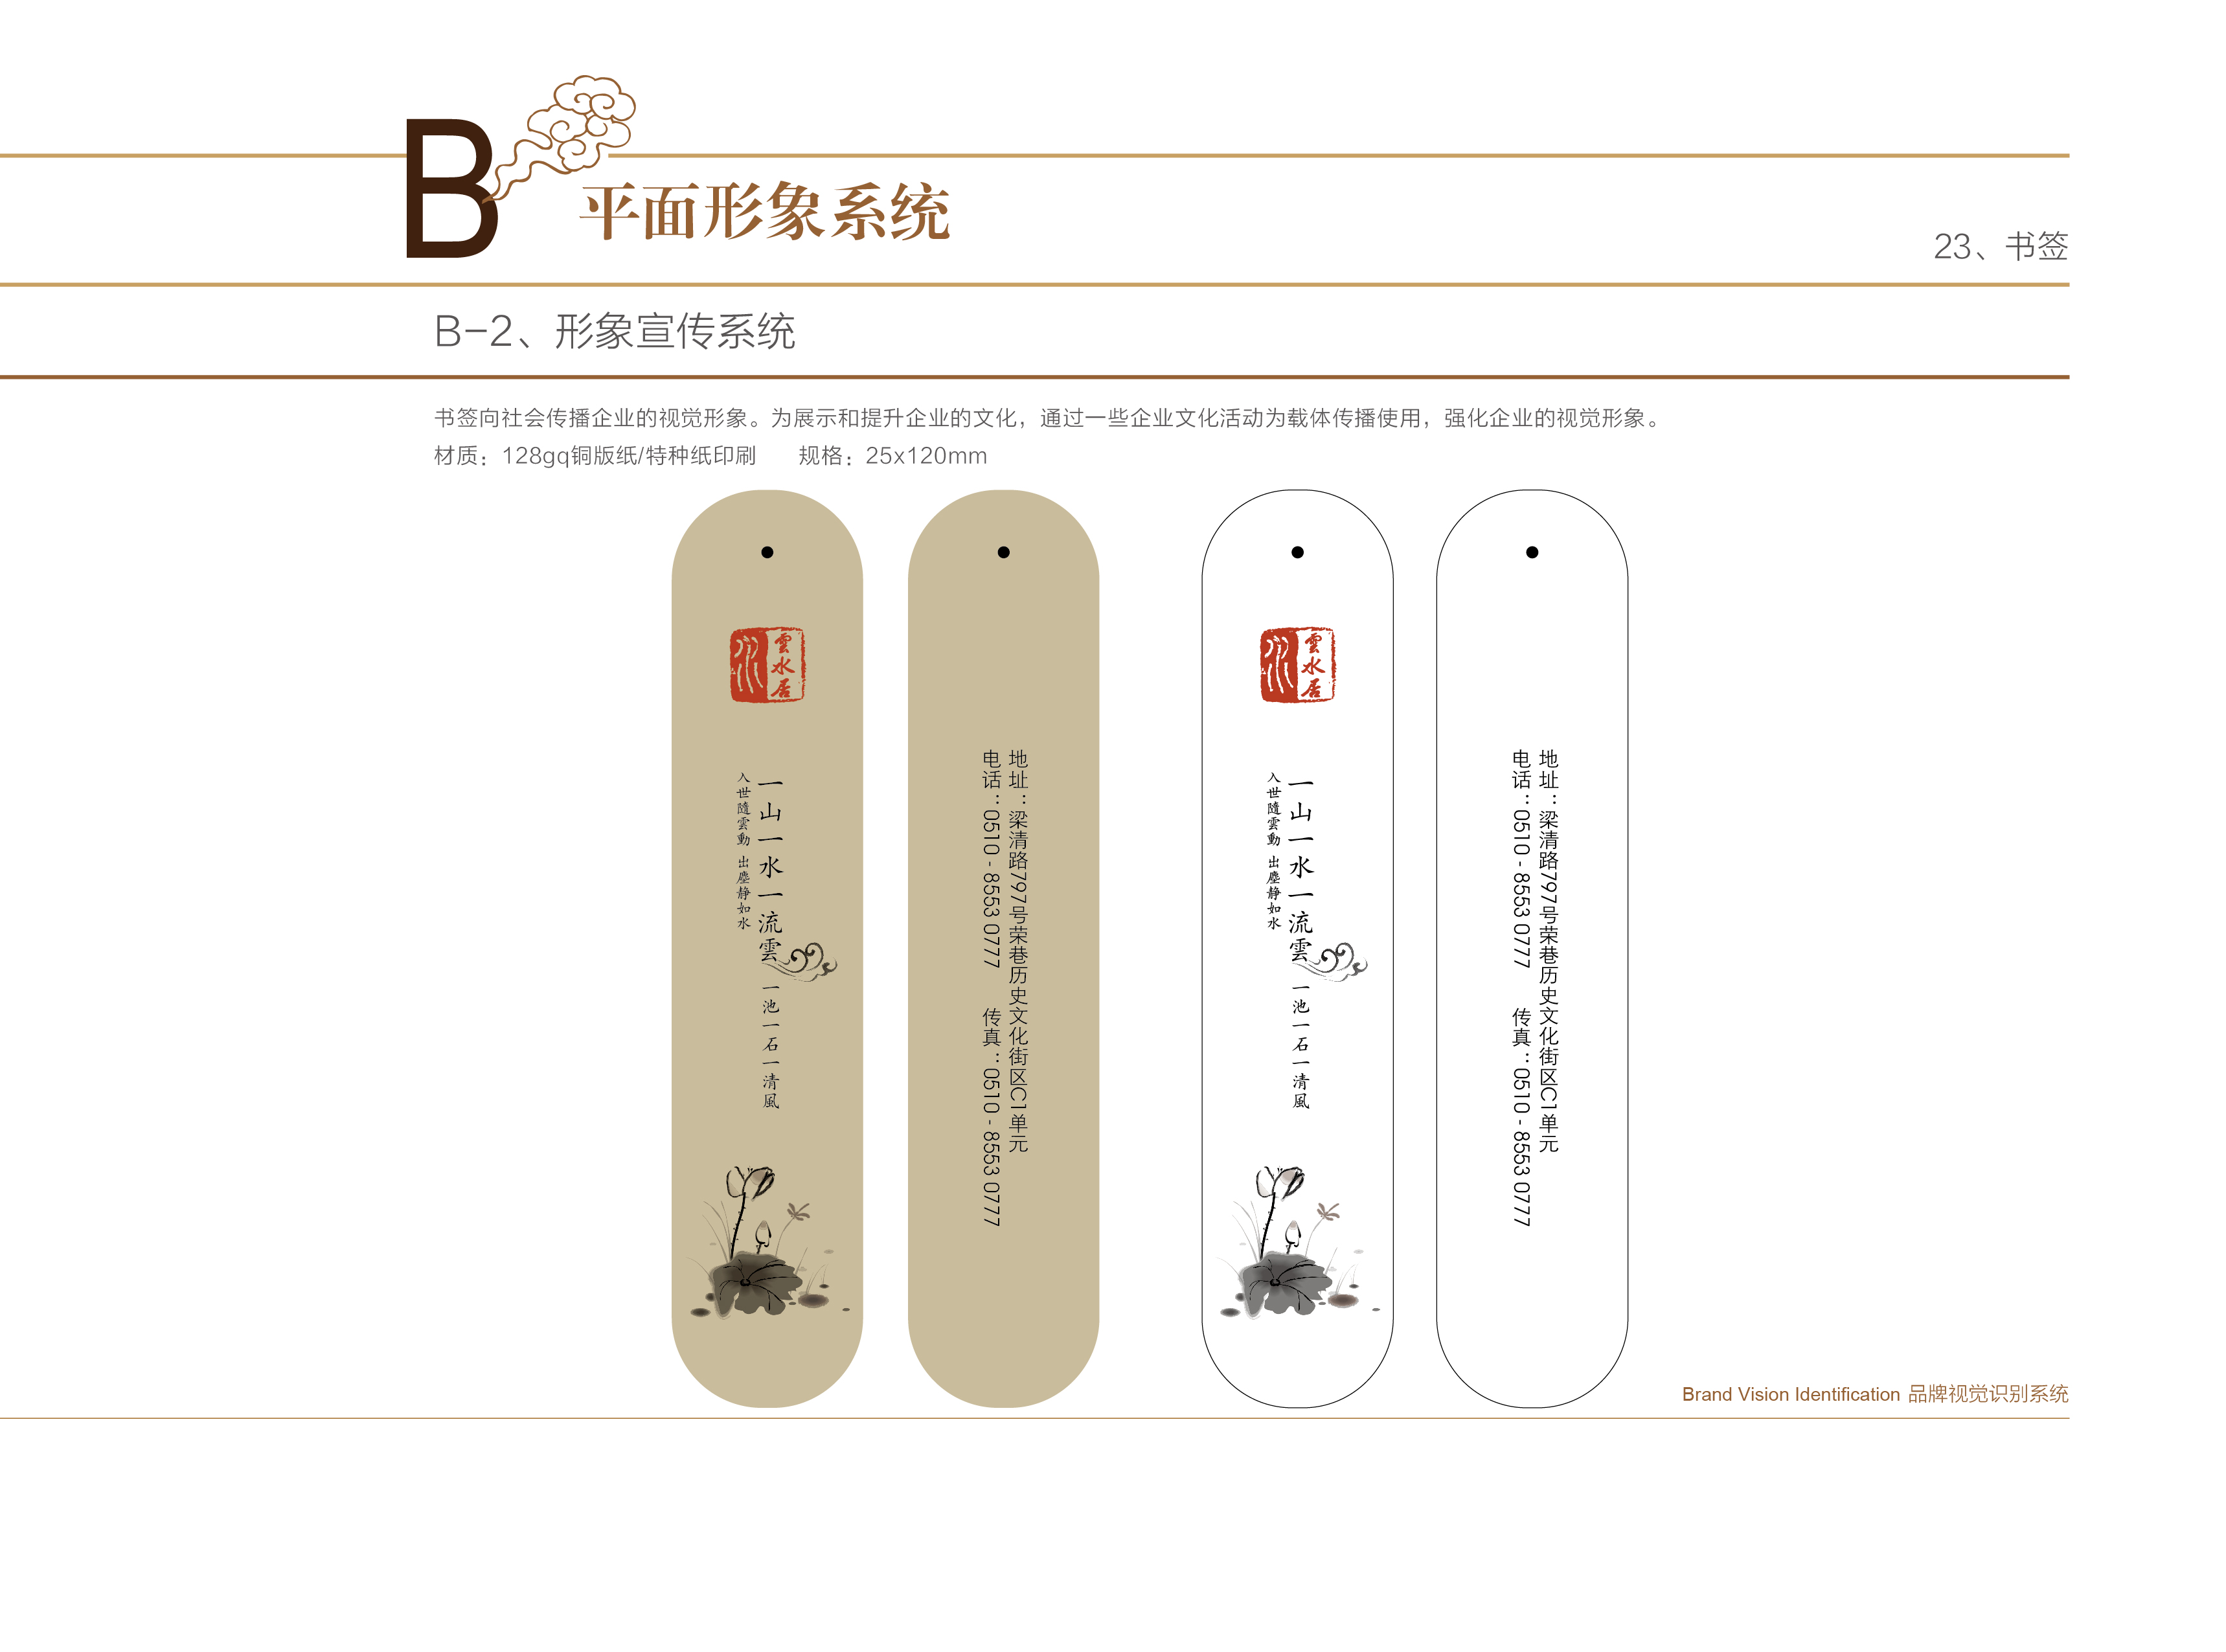 B
平面形象系统
23、书签
B-2、形象宣传系统
书签向社会传播企业的视觉形象。为展示和提升企业的文化，通过一些企业文化活动为载体传播使用，强化企业的视觉形象。
材质：128gq铜版纸/特种纸印刷 规格：25x120mm
雲水居
一山一水一流雲
一池一石一清風
入世隨雲動 出塵静如水
地址：梁清路797号荣巷历史文化街区C1单元
电话：0510-8553 0777 传真：0510-8553 0777
雲水居
一山一水一流雲
一池一石一清風
入世隨雲動 出塵静如水
地址：梁清路797号荣巷历史文化街区C1单元
电话：0510-8553 0777 传真：0510-8553 0777
Brand Vision Identification 品牌视觉识别系统